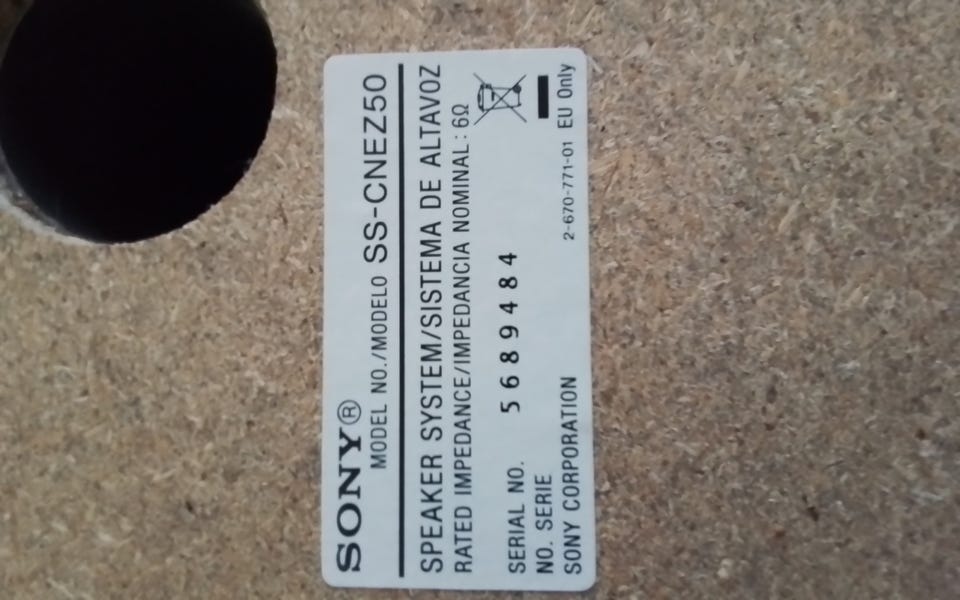 SONY®
MODEL NO./MODELO SS-CNEZ50
SPEAKER SYSTEM/SISTEMA DE ALTAVOZ
RATED IMPEDANCE/IMPEDANCIA NOMINAL: 6Ω
SERIAL NO.
NO. SERIE
5689484
SONY CORPORATION
2-670-771-01 EU Only